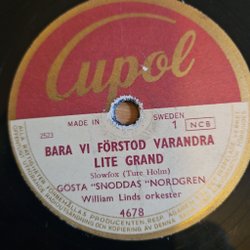 Cupol
MADE IN SWEDEN
2523 1 NCB
BARA VI FÖRSTOD VARANDRA
LITE GRAND
Slowfox (Ture Holm)
GÖSTA "SNODDAS" NORDGREN
William Linds orkester
4678